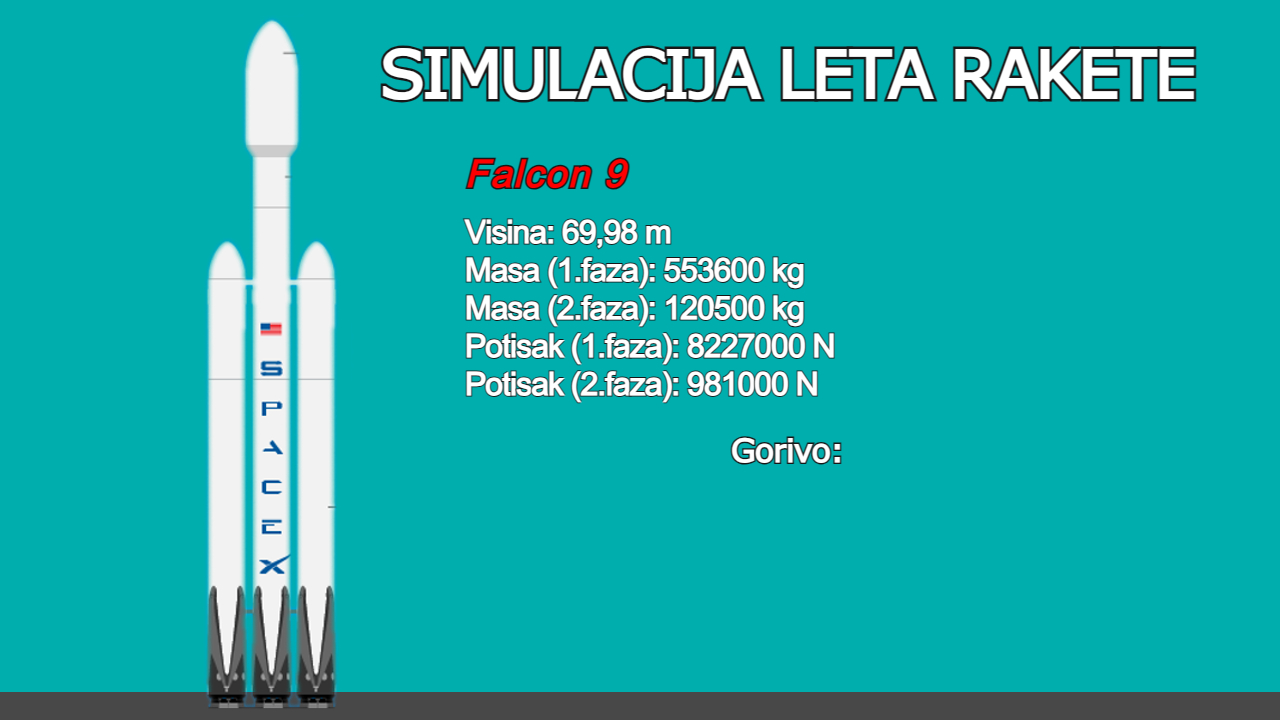 SIMULACIJA LETA RAKETE
Falcon 9
Visina: 69,98 m
Masa (1.faza): 553600 kg
Masa (2.faza): 120500 kg
Potisak (1.faza): 8227000 N
Potisak (2.faza): 981000 N
Gorivo:
SPACEX